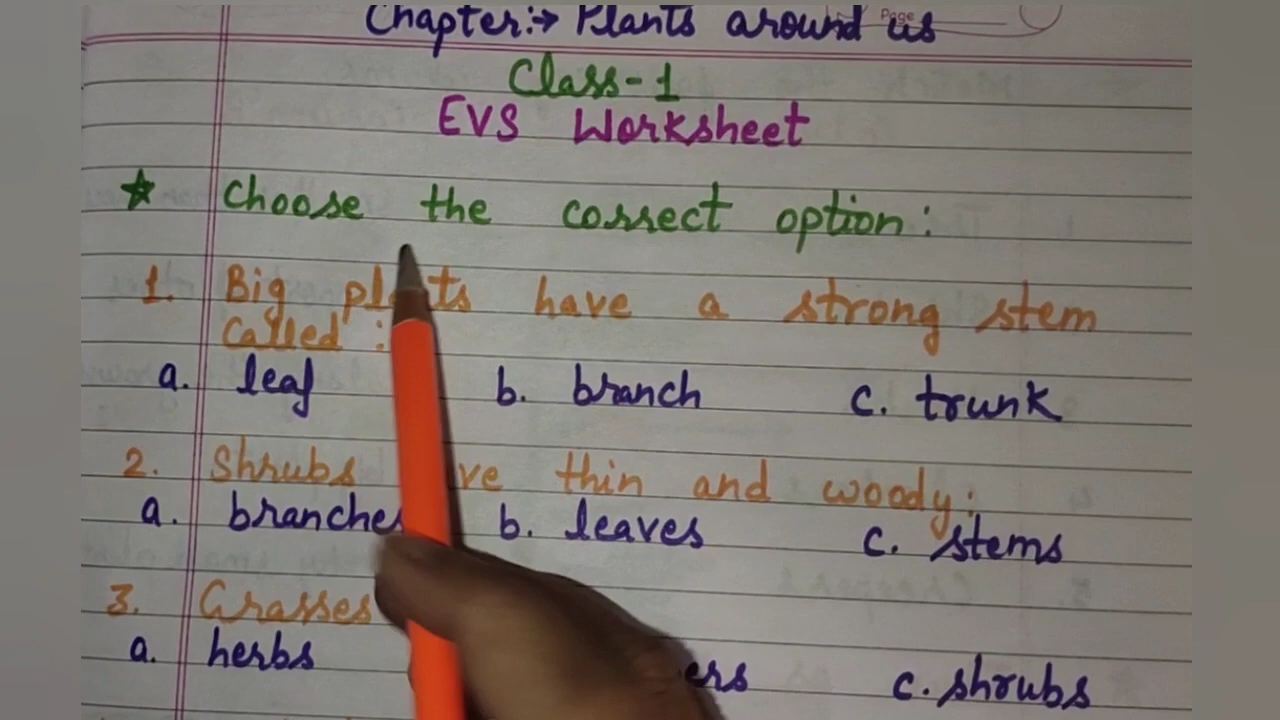 Chapter:→ Plants around us
Page
Class-1
EVS Worksheet
★ Choose the correct option:
1. Big plants have a strong stem
called:
a. leaf b. branch c. trunk
2. Shrubs have thin and woody:
a. branches b. leaves c. stems
3. Grasses
a. herbs c. shrubs